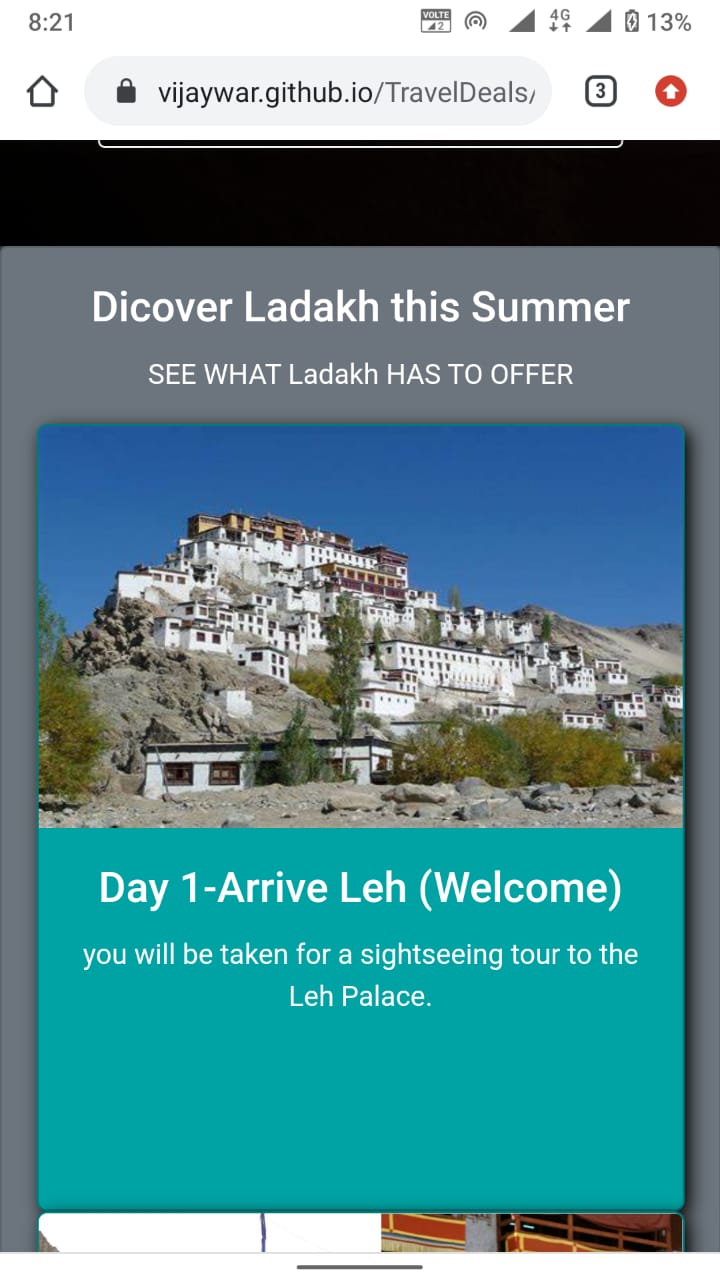 8:21
VOLTE
2
4G
13%
vijaywar.github.io/TravelDeals/
3
Dicover Ladakh this Summer
SEE WHAT Ladakh HAS TO OFFER
Day 1-Arrive Leh (Welcome)
you will be taken for a sightseeing tour to the
Leh Palace.